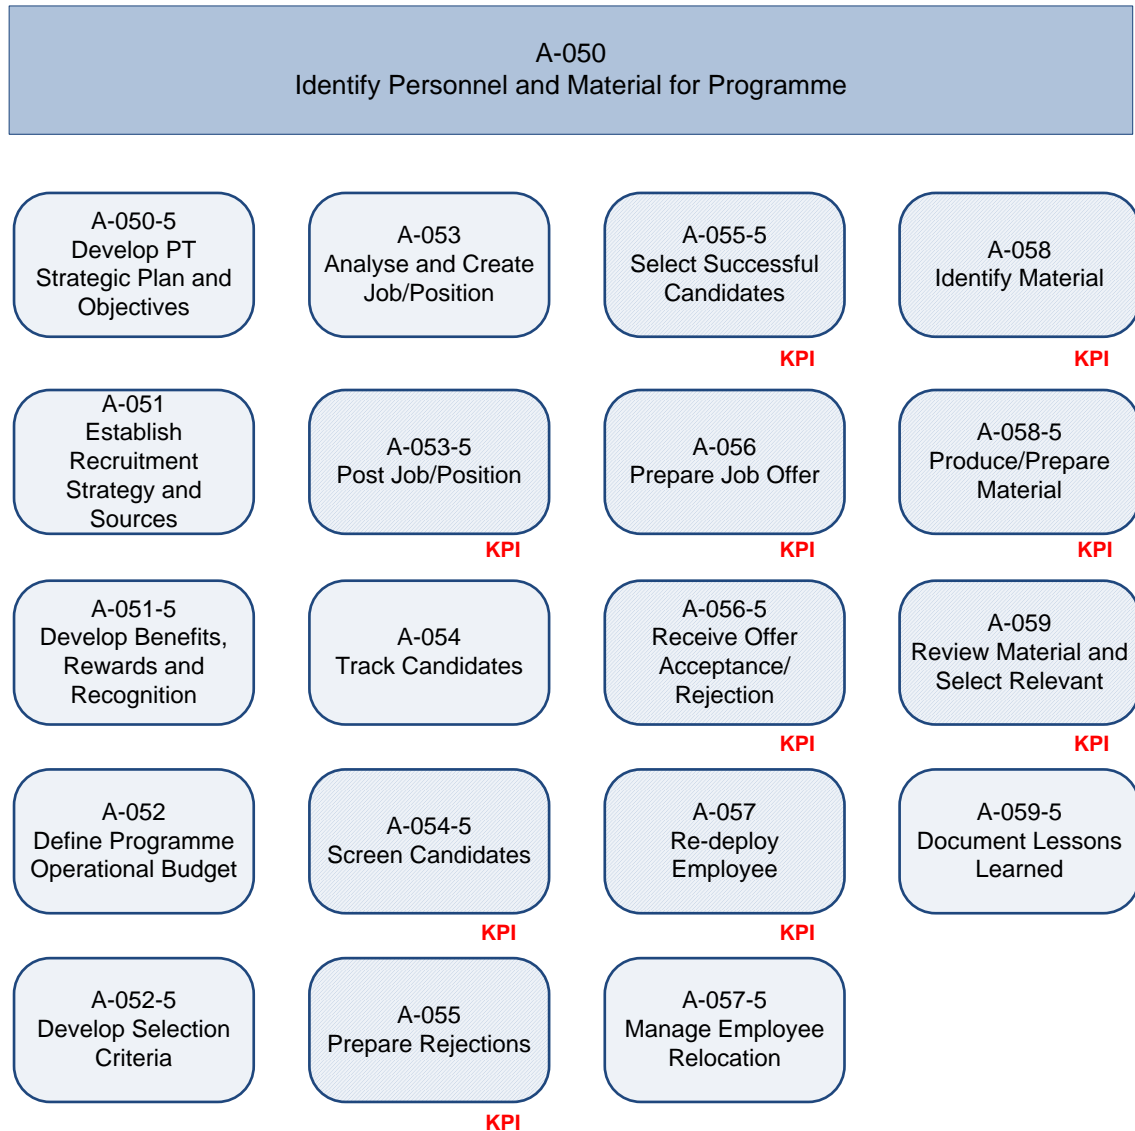 A-050
Identify Personnel and Material for Programme
A-050-5
Develop PT
Strategic Plan and
Objectives
A-051
Establish
Recruitment
Strategy and
Sources
A-051-5
Develop Benefits,
Rewards and
Recognition
A-052
Define Programme
Operational Budget
A-052-5
Develop Selection
Criteria
A-053
Analyse and Create
Job/Position
A-053-5
Post Job/Position
KPI
A-054
Track Candidates
A-054-5
Screen Candidates
KPI
A-055
Prepare Rejections
KPI
A-055-5
Select Successful
Candidates
KPI
A-056
Prepare Job Offer
KPI
A-056-5
Receive Offer
Acceptance/
Rejection
KPI
A-057
Re-deploy
Employee
KPI
A-057-5
Manage Employee
Relocation
A-058
Identify Material
KPI
A-058-5
Produce/Prepare
Material
KPI
A-059
Review Material and
Select Relevant
KPI
A-059-5
Document Lessons
Learned